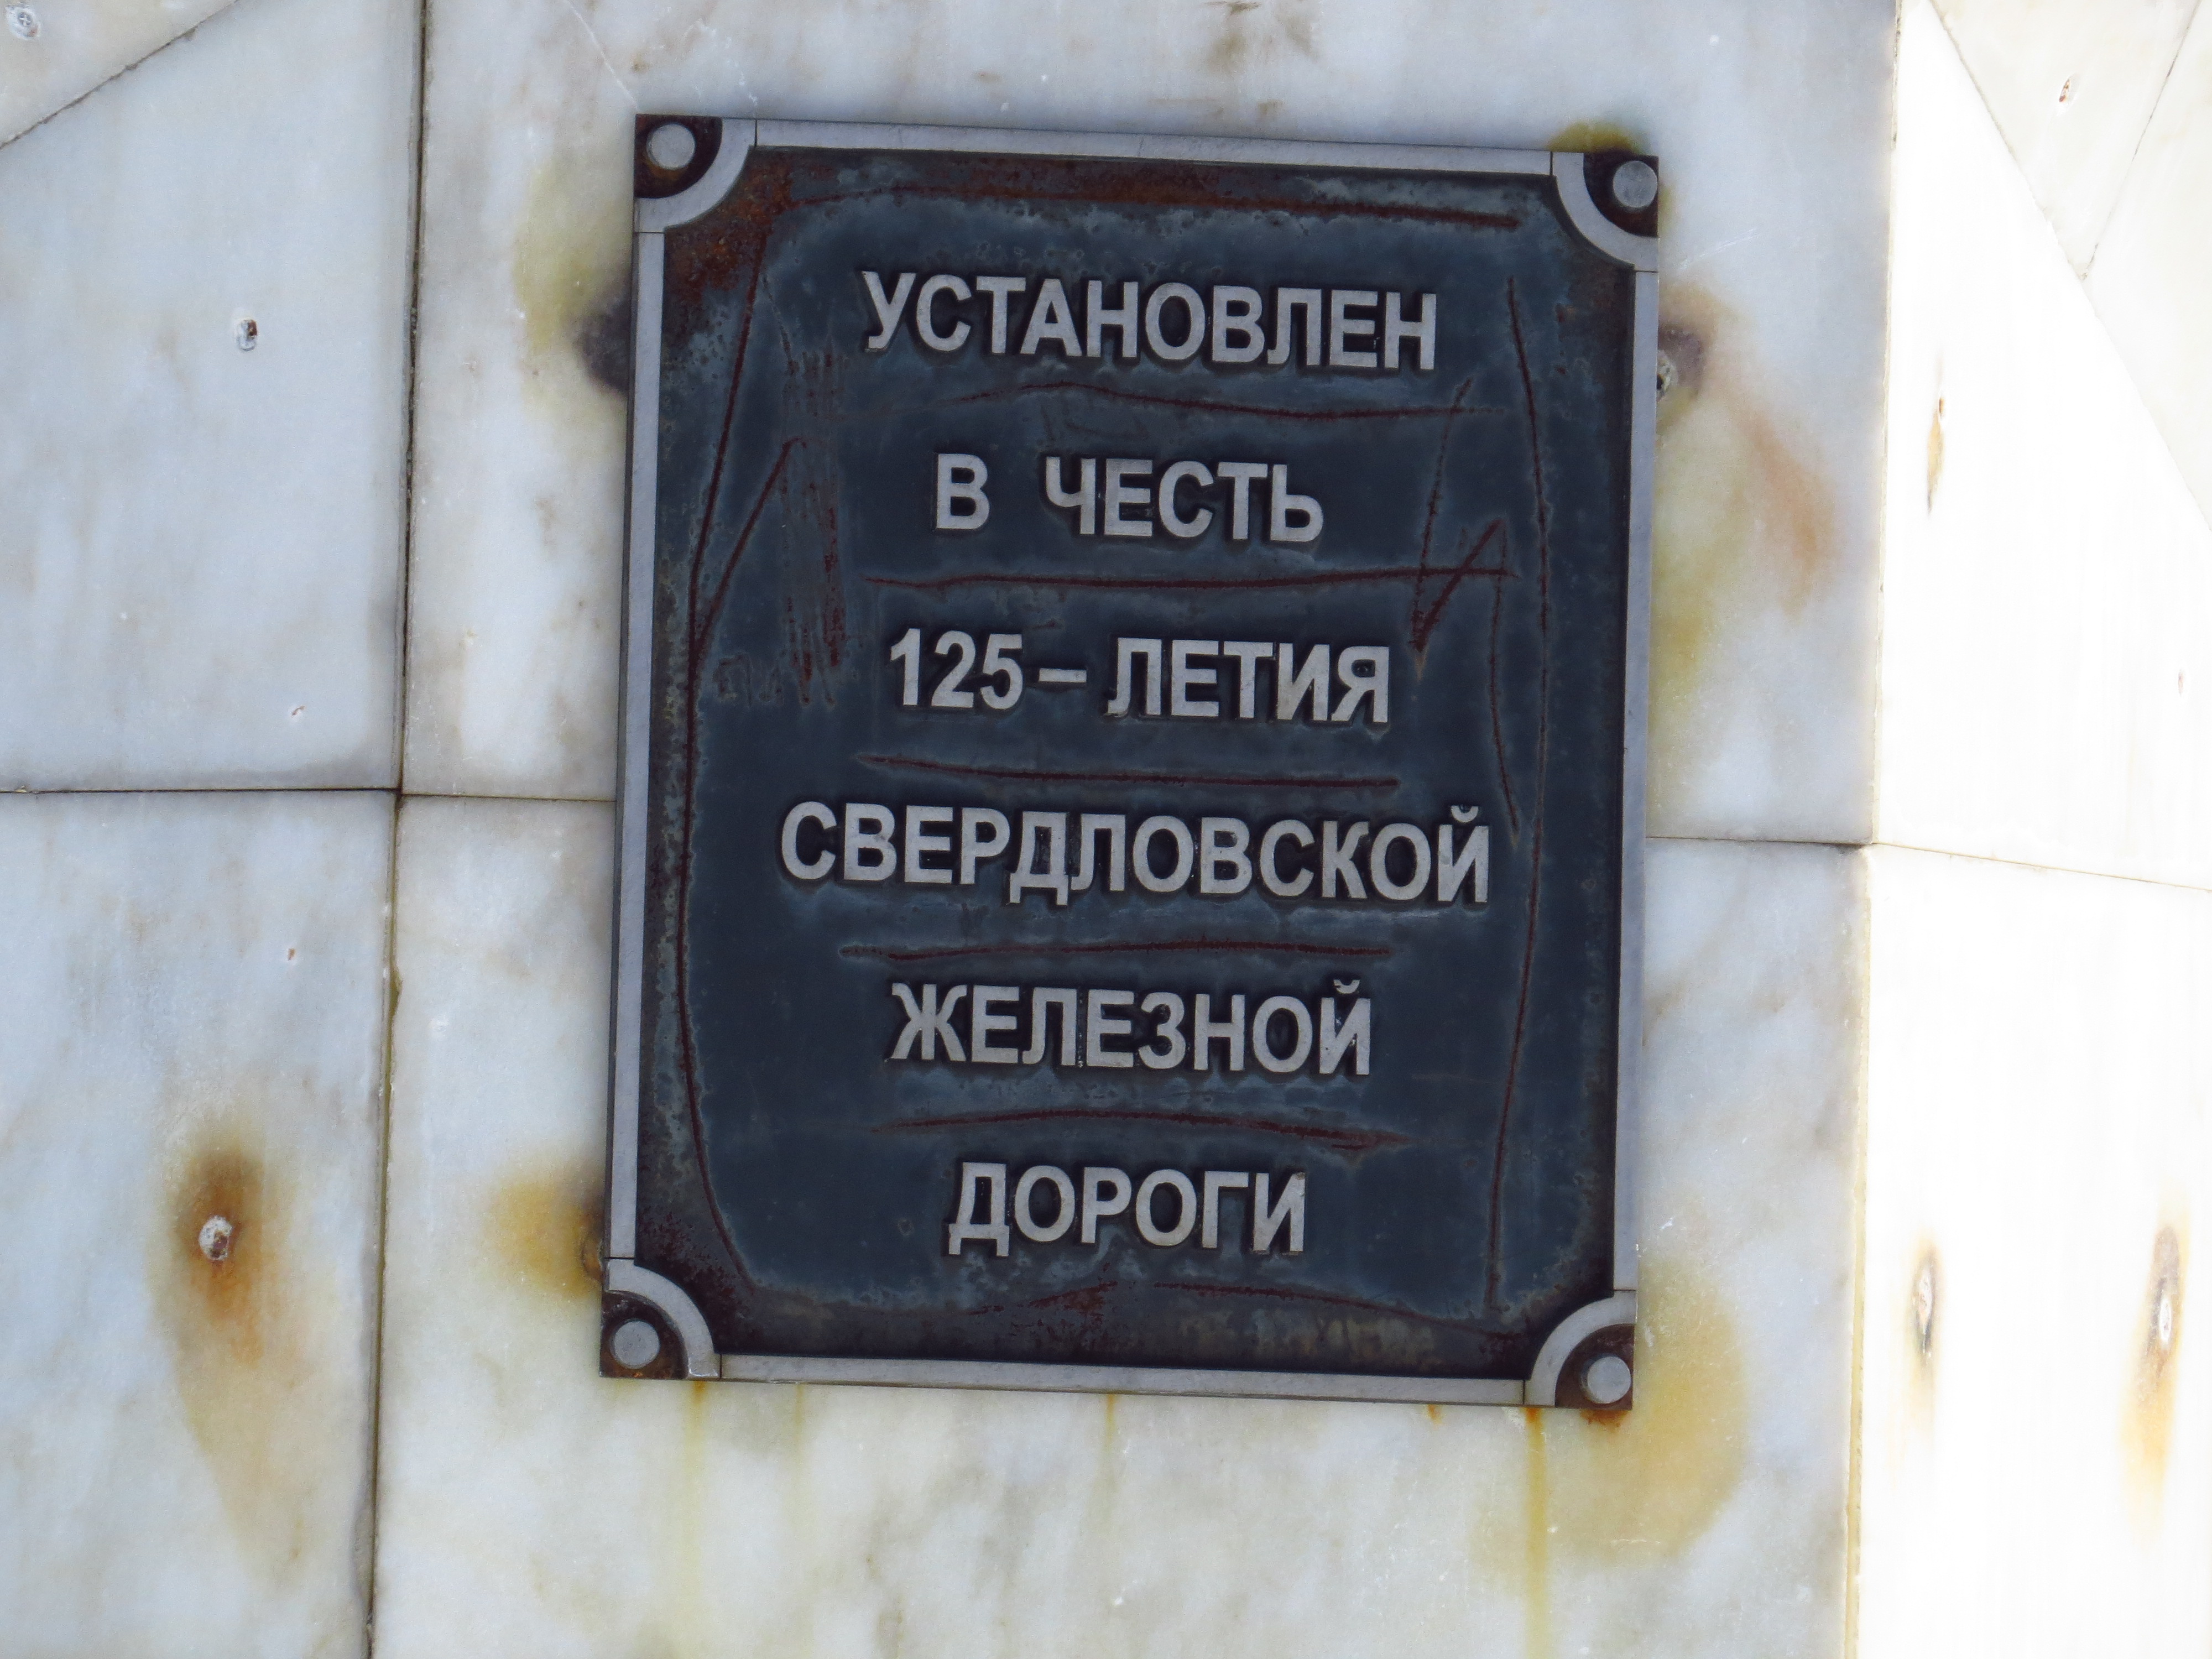 УСТАНОВЛЕН
В ЧЕСТЬ
125 – ЛЕТИЯ
СВЕРДЛОВСКОЙ
ЖЕЛЕЗНОЙ
ДОРОГИ